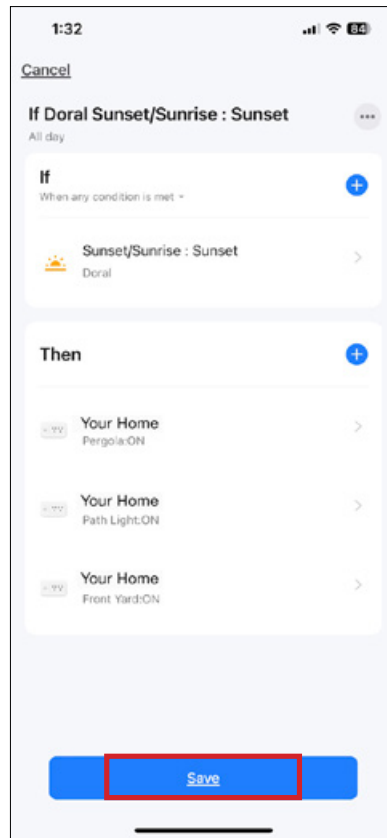 1:32
84
Cancel
If Doral Sunset/Sunrise : Sunset
All day
If
When any condition is met
Sunset/Sunrise : Sunset
Doral
Then
Your Home
Pergola:ON
Your Home
Path Light:ON
Your Home
Front Yard:ON
Save